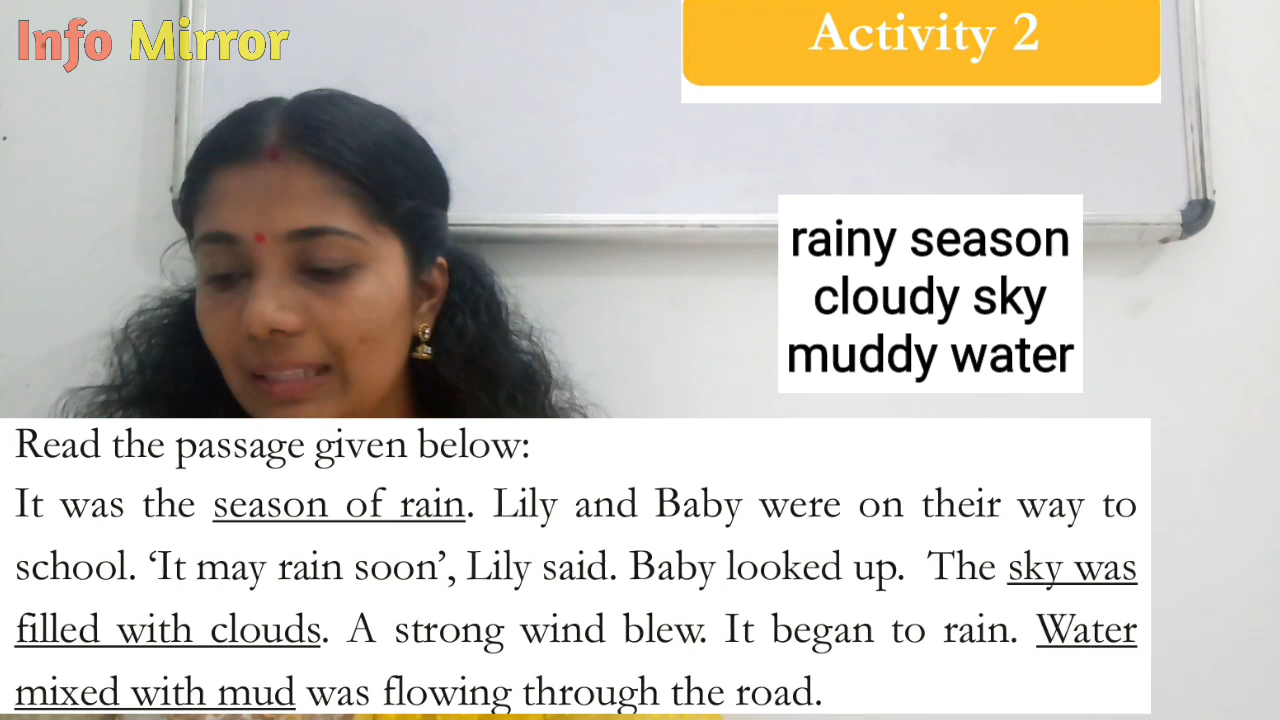 Info Mirror
Activity 2
rainy season
cloudy sky
muddy water
Read the passage given below:
It was the season of rain. Lily and Baby were on their way to
school. ‘It may rain soon’, Lily said. Baby looked up. The sky was
filled with clouds. A strong wind blew. It began to rain. Water
mixed with mud was flowing through the road.